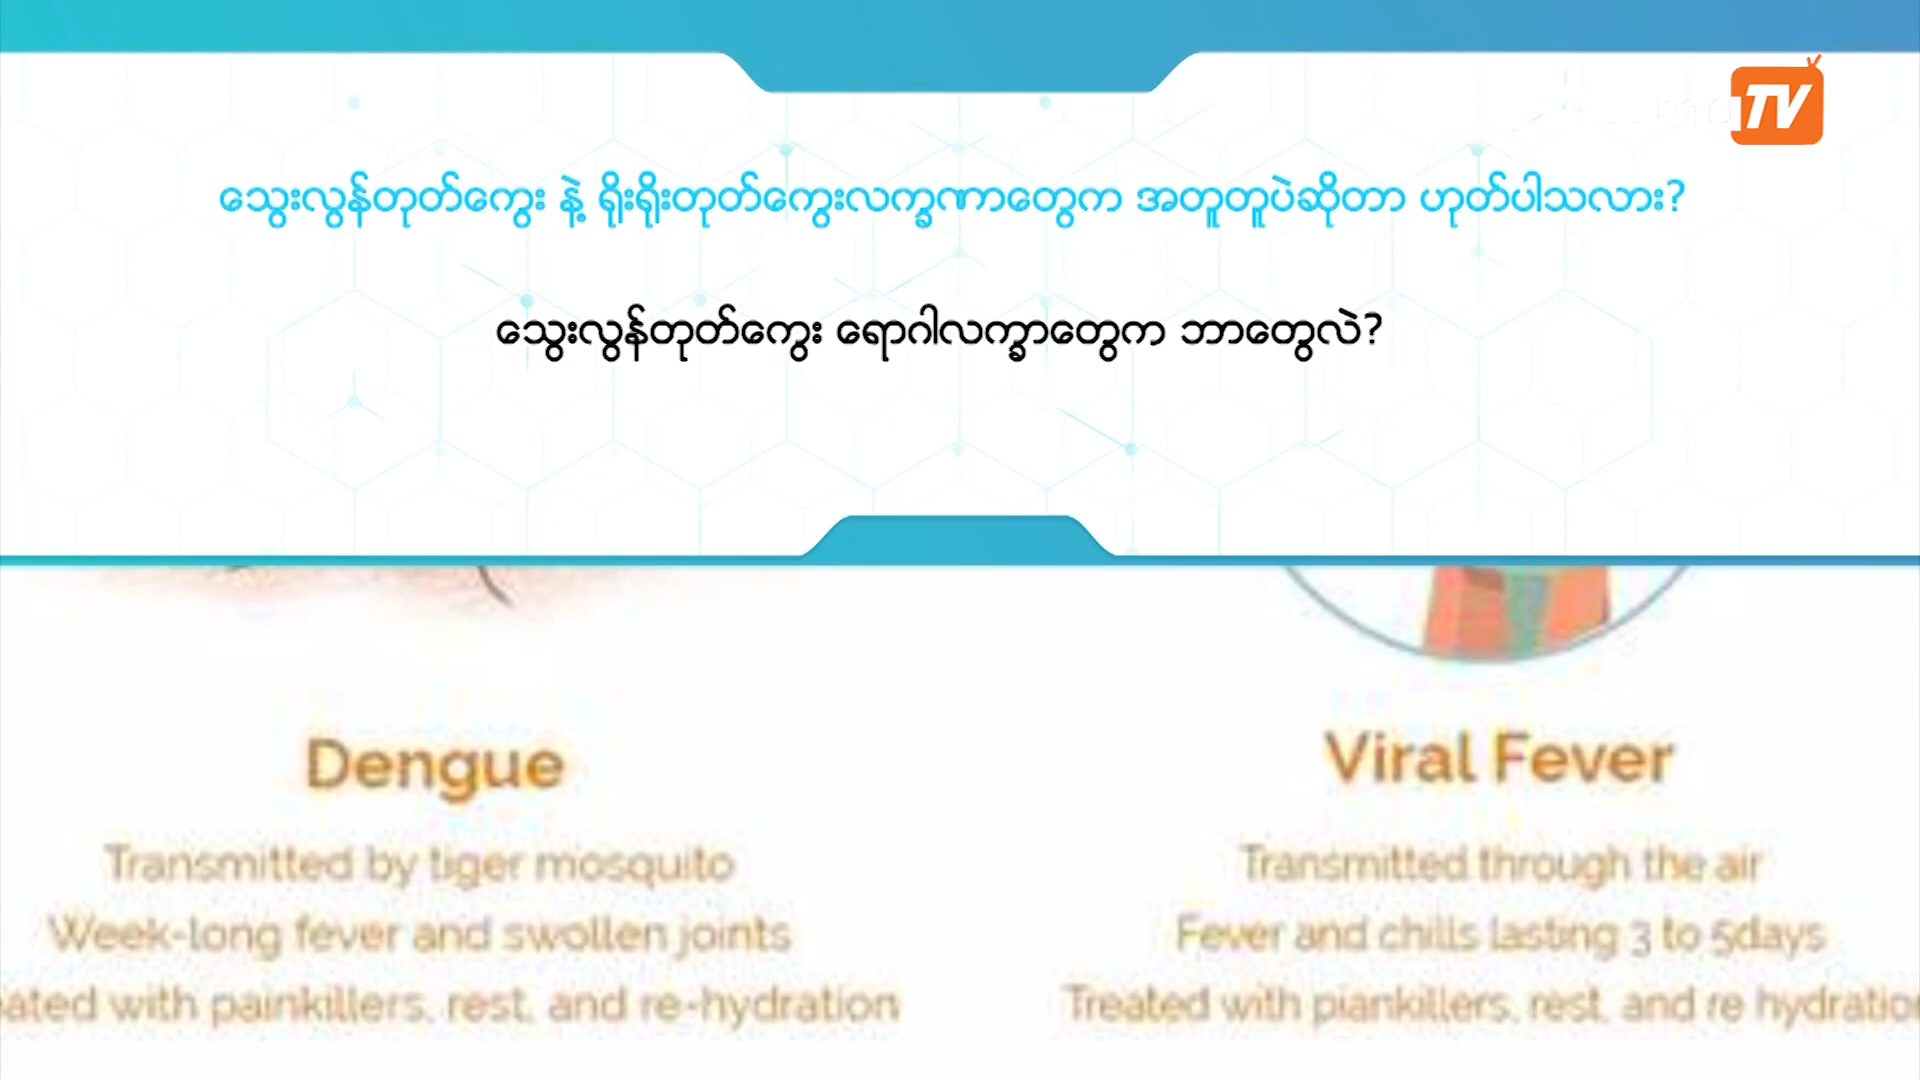 TV
သွေးလွန်တုတ်ကွေး နဲ့ ရိုးရိုးတုတ်ကွေးလက္ခဏာတွေက အတူတူပဲဆိုတာ ဟုတ်ပါသလား?
သွေးလွန်တုတ်ကွေး ရောဂါလက္ခာတွေက ဘာတွေလဲ?
Dengue
Transmitted by tiger mosquito
Week-long fever and swollen joints
eated with painkillers, rest, and re-hydration
Viral Fever
Transmitted through the air
Fever and chills lasting 3 to 5days
Treated with piankillers, rest, and re hydration